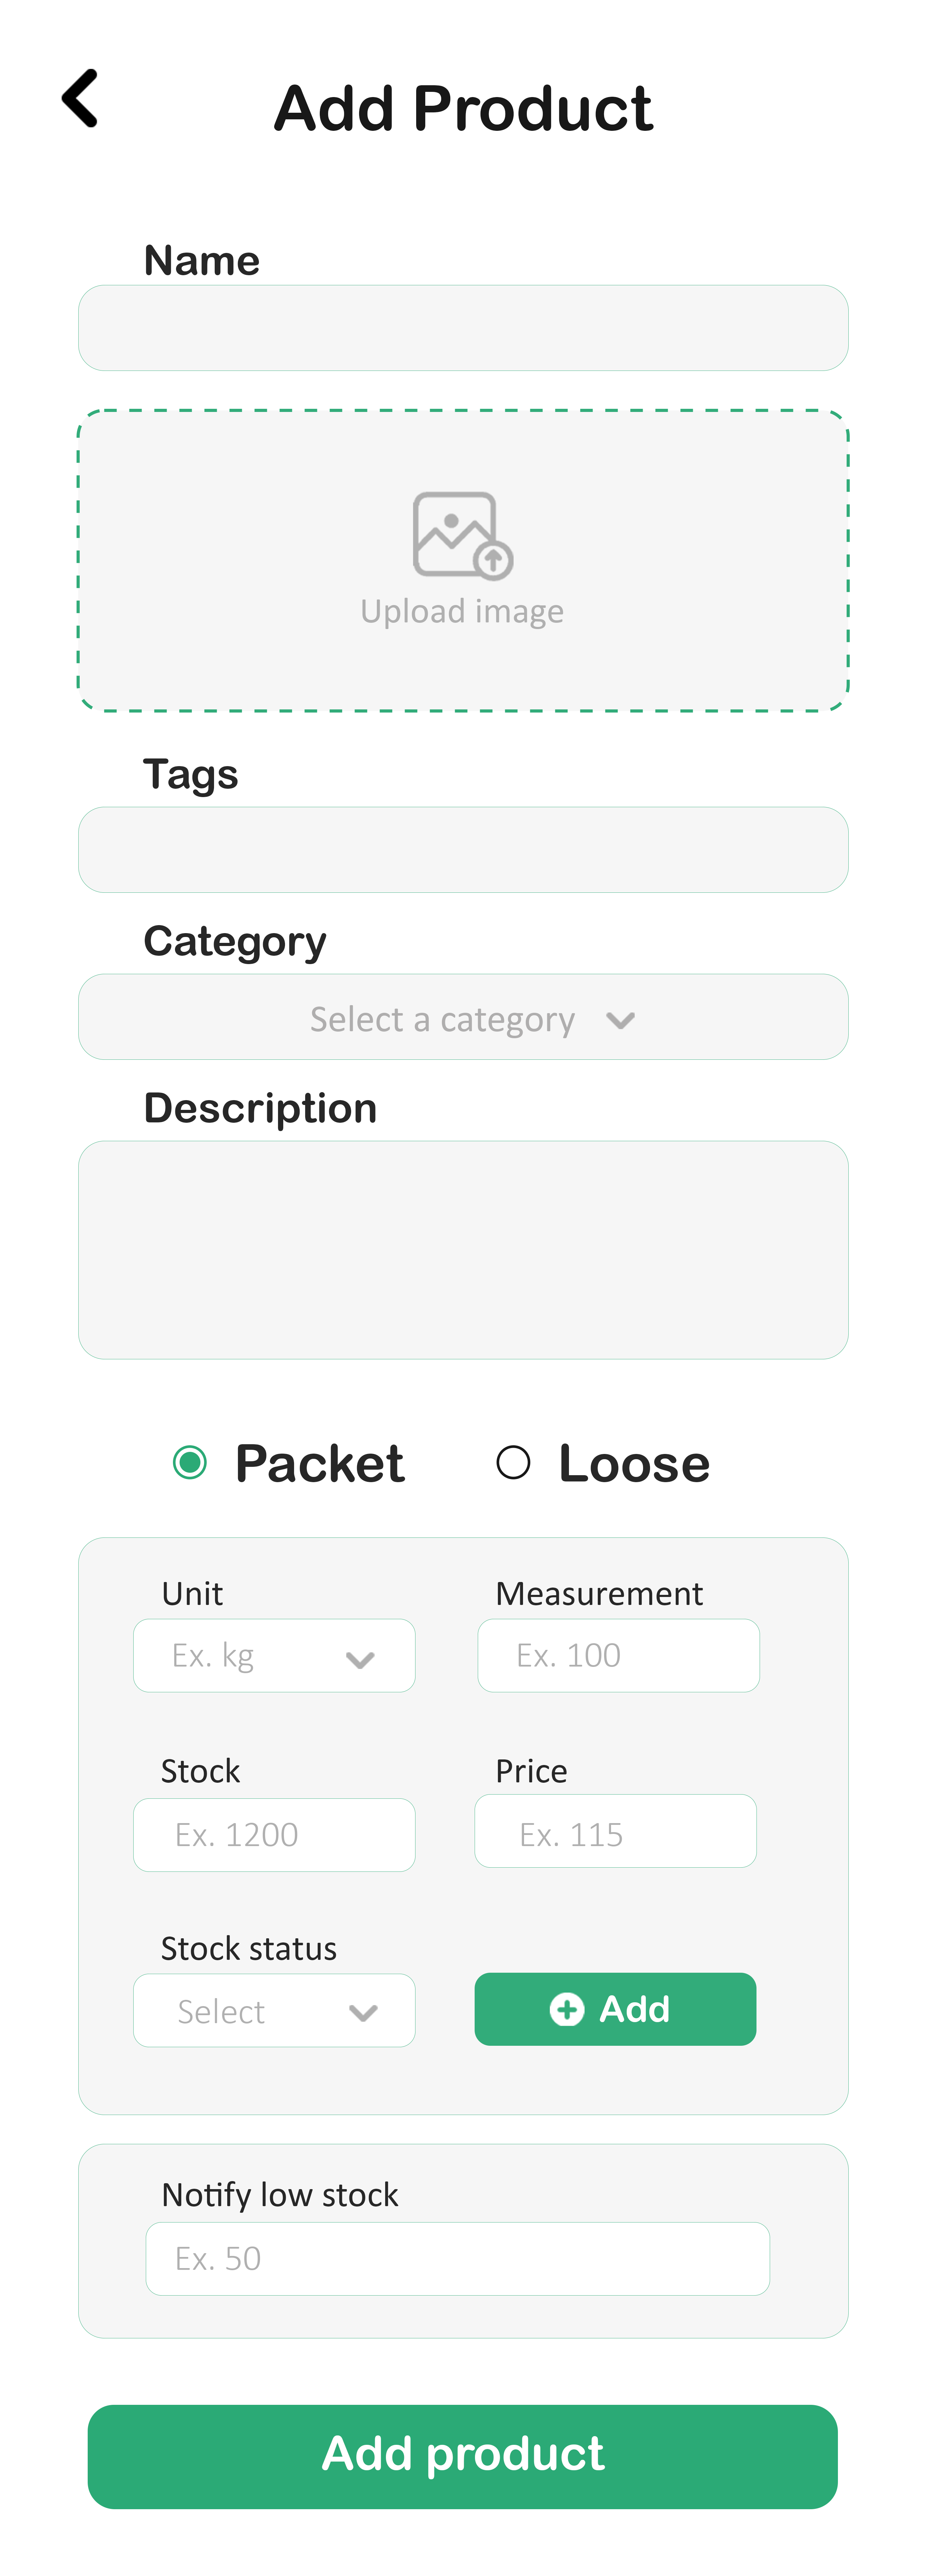 Add Product
Name
Upload image
Tags
Category
Select a category
Description
Packet Loose
Unit Measurement
Ex. kg Ex. 100
Stock Price
Ex. 1200 Ex. 115
Stock status
Select Add
Notify low stock
Ex. 50
Add product